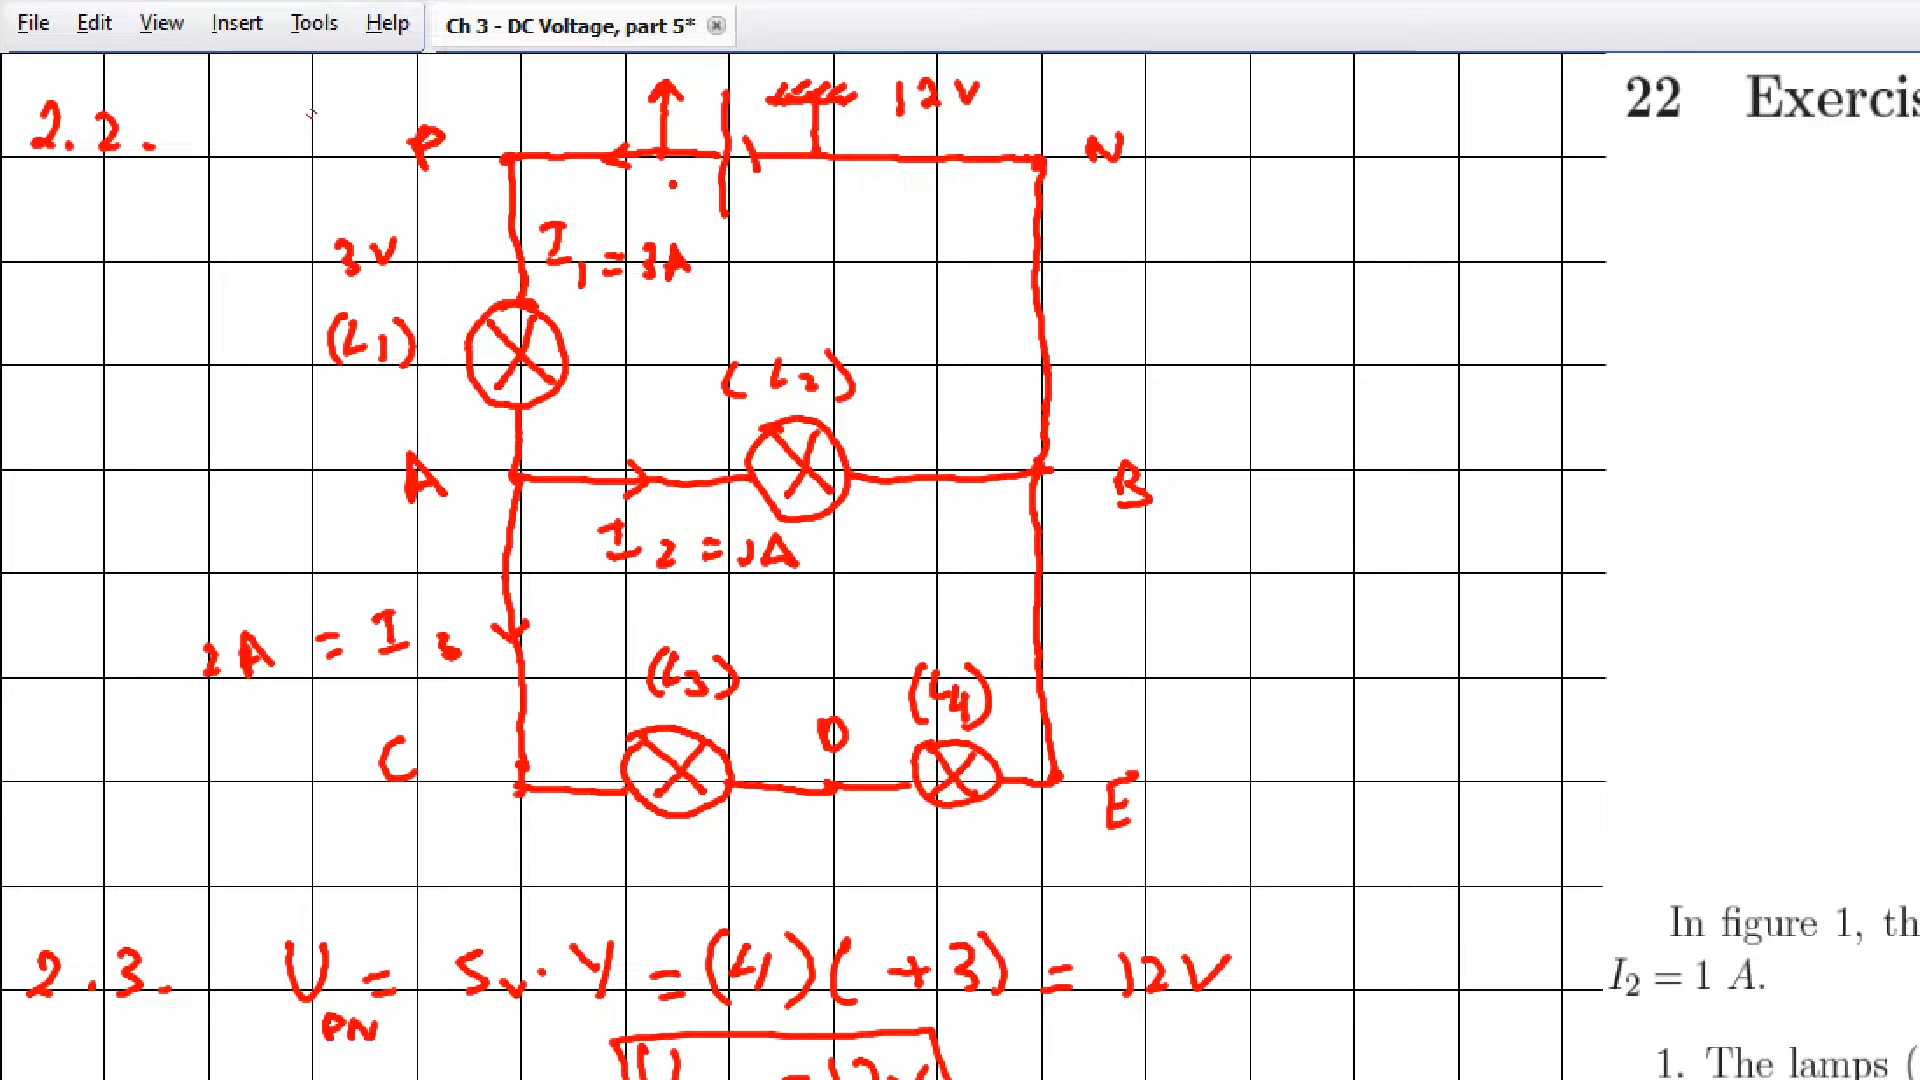 File Edit View Insert Tools Help
Ch 3 - DC Voltage, part 5*
22 Exercis
2.2.
P
12V
N
3V
I1 = 3A
(L1)
(L2)
A
B
I2 = 1A
2A = I3
(L3)
(L4)
C
D
E
In figure 1, th
I2 = 1 A.
2.3. UPN = Sv. Y = (4)(+3) = 12V
1. The lamps (